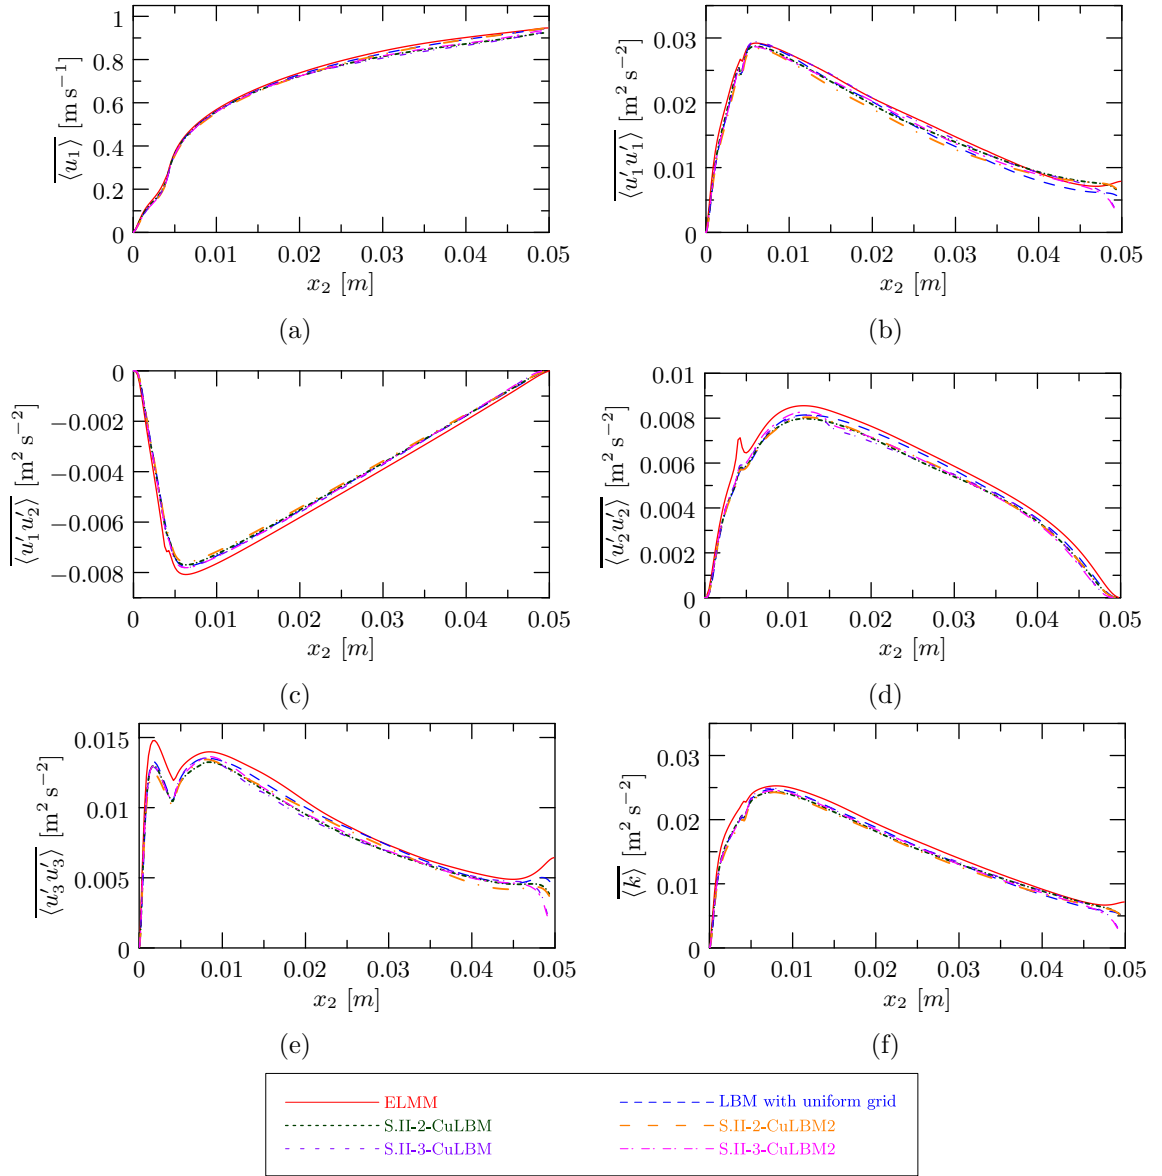 1
0.8
0.6
0.4
0.2
0
⟨u₁⟩ [m s⁻¹]
0 0.01 0.02 0.03 0.04 0.05
x₂ [m]
(a)
0.03
0.02
0.01
0
⟨u′₁u′₁⟩ [m² s⁻²]
0 0.01 0.02 0.03 0.04 0.05
x₂ [m]
(b)
0
−0.002
−0.004
−0.006
−0.008
⟨u′₁u′₂⟩ [m² s⁻²]
0 0.01 0.02 0.03 0.04 0.05
x₂ [m]
(c)
0.01
0.008
0.006
0.004
0.002
0
⟨u′₂u′₂⟩ [m² s⁻²]
0 0.01 0.02 0.03 0.04 0.05
x₂ [m]
(d)
0.015
0.01
0.005
0
⟨u′₃u′₃⟩ [m² s⁻²]
0 0.01 0.02 0.03 0.04 0.05
x₂ [m]
(e)
0.03
0.02
0.01
0
⟨k⟩ [m² s⁻²]
0 0.01 0.02 0.03 0.04 0.05
x₂ [m]
(f)
ELMM
LBM with uniform grid
S.II-2-CuLBM
S.II-2-CuLBM2
S.II-3-CuLBM
S.II-3-CuLBM2